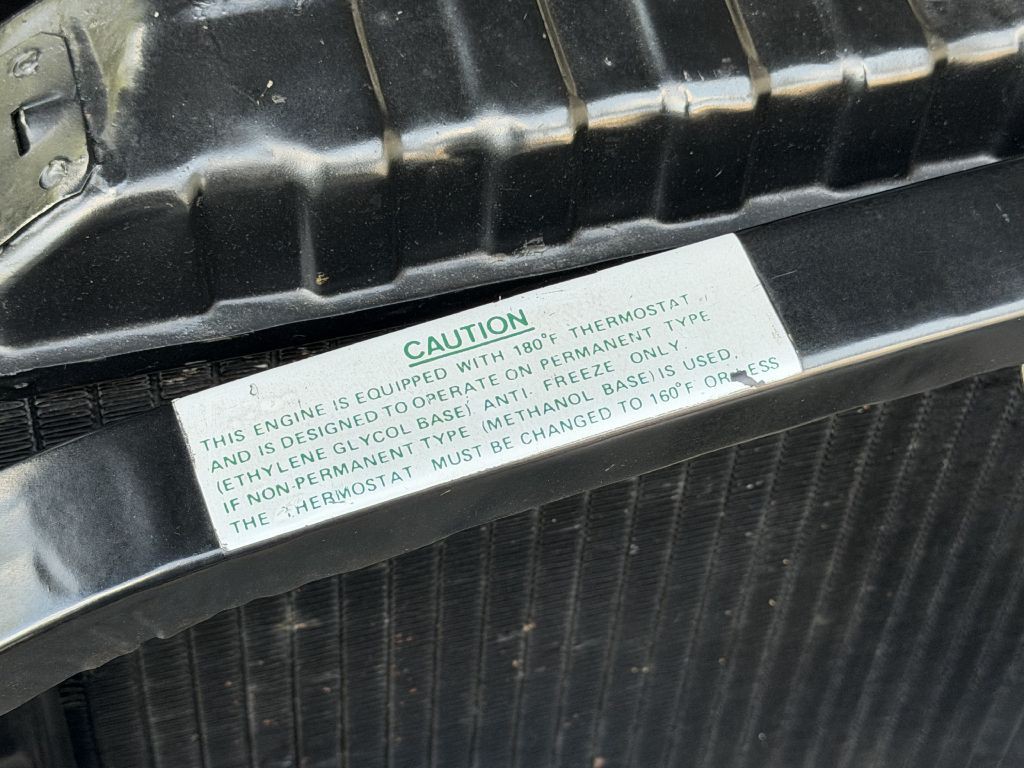 CAUTION
THIS ENGINE IS EQUIPPED WITH 180°F THERMOSTAT,
AND IS DESIGNED TO OPERATE ON PERMANENT TYPE
(ETHYLENE GLYCOL BASE) ANTI. FREEZE ONLY.
IF NON-PERMANENT TYPE (METHANOL BASE) IS USED,
THE THERMOSTAT MUST BE CHANGED TO 160°F OR LESS